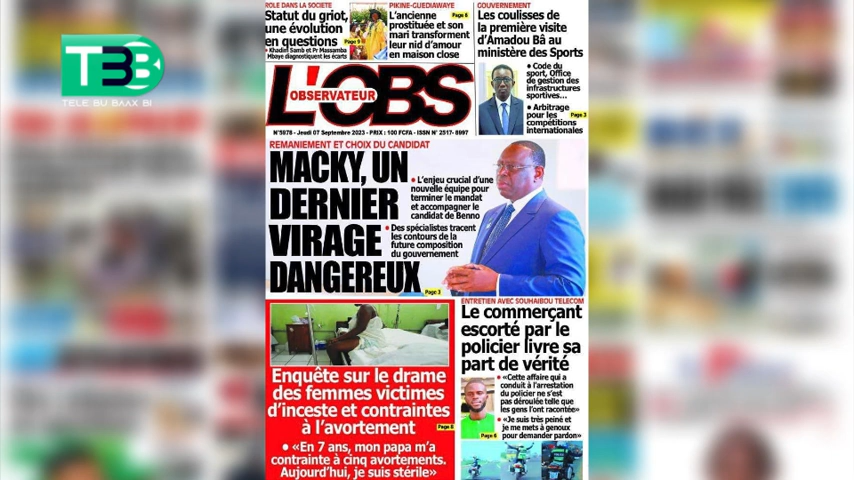 TBB
TELE BU BAAX BI
ROLE DANS LA SOCIETE
Statut du griot,
une évolution
en questions
Page 9
• Khadiri Samb et Pr Massamba
Mbaye diagnostiquent les écarts
PIKINE-GUEDIAWAYE
L'ancienne
Page 6
prostituée et son
mari transforment
leur nid d'amour
en maison close
GOUVERNEMENT
Les coulisses de
la première visite
d'Amadou Bâ au
ministère des Sports
• Code du
sport, Office
de gestion des
infrastructures
sportives...
• Arbitrage
pour les
Page 3
compétitions
internationales
L'OBS
L'OBSERVATEUR
N°5978 - Jeudi 07 Septembre 2023 - PRIX : 100 FCFA - ISSN N° 2517- 8997
REMANIEMENT ET CHOIX DU CANDIDAT
MACKY, UN
DERNIER
VIRAGE
DANGEREUX
Page 3
• L'enjeu crucial d'une
nouvelle équipe pour
terminer le mandat
et accompagner le
candidat de Benno
• Des spécialistes tracent
les contours de la
future composition
du gouvernement
Enquête sur le drame
des femmes victimes
d'inceste et contraintes
à l'avortement
Page 8
• «En 7 ans, mon papa m'a
contrainte à cinq avortements.
Aujourd'hui, je suis stérile»
ENTRETIEN AVEC SOUHAIBOU TELECOM
Le commerçant
escorté par le
policier livre sa
part de vérité
• «Cette affaire qui a
conduit à l'arrestation
du policier ne s'est
pas déroulée telle que
les gens l'ont racontée»
• «Je suis très peiné et
je me mets à genoux
pour demander pardon»
Page 6